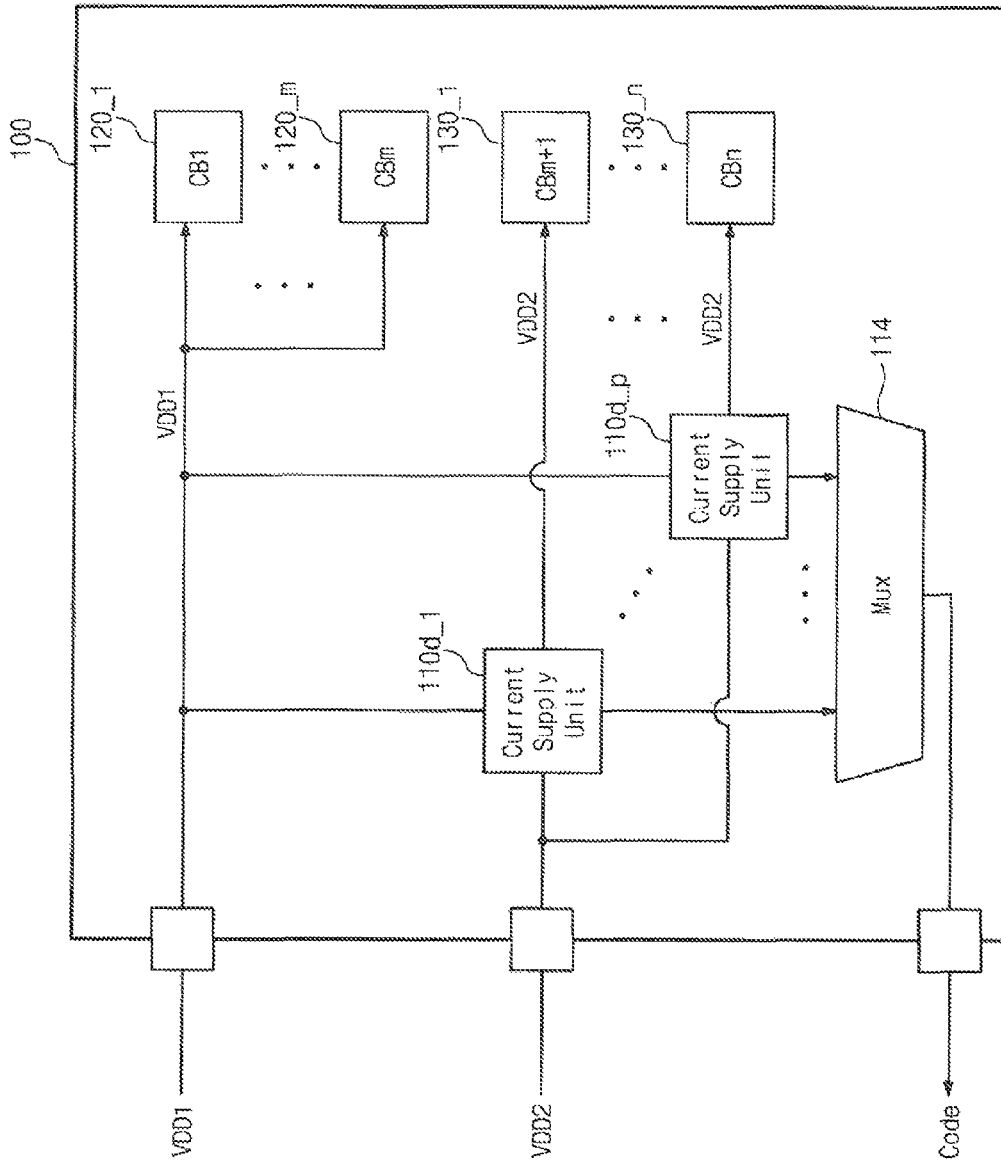 100
120_1
CB1
120_m
CBm
130_1
CBm+1
130_n
CBn
VDD1
VDD2
VDD2
110d_1
Current
Supply
Unit
110d_p
Current
Supply
Unit
114
Mux
VDD1
VDD2
Code